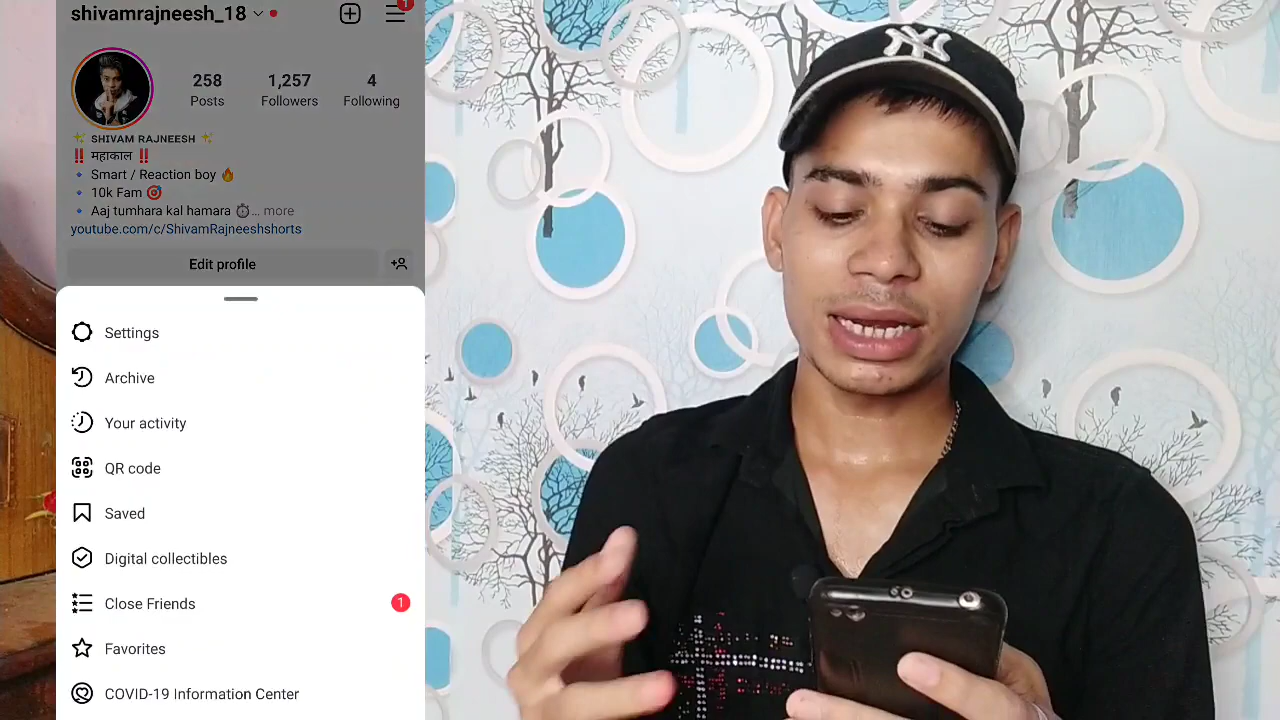 shivamrajneesh_18
1
258 1,257 4
Posts Followers Following
✨ SHIVAM RAJNEESH ✨
‼️ महाकाल ‼️
🔹 Smart / Reaction boy 🔥
🔹 10k Fam 🎯
🔹 Aaj tumhara kal hamara ⏱️... more
youtube.com/c/ShivamRajneeshshorts
Edit profile
Settings
Archive
Your activity
QR code
Saved
Digital collectibles
Close Friends 1
Favorites
COVID-19 Information Center
NY